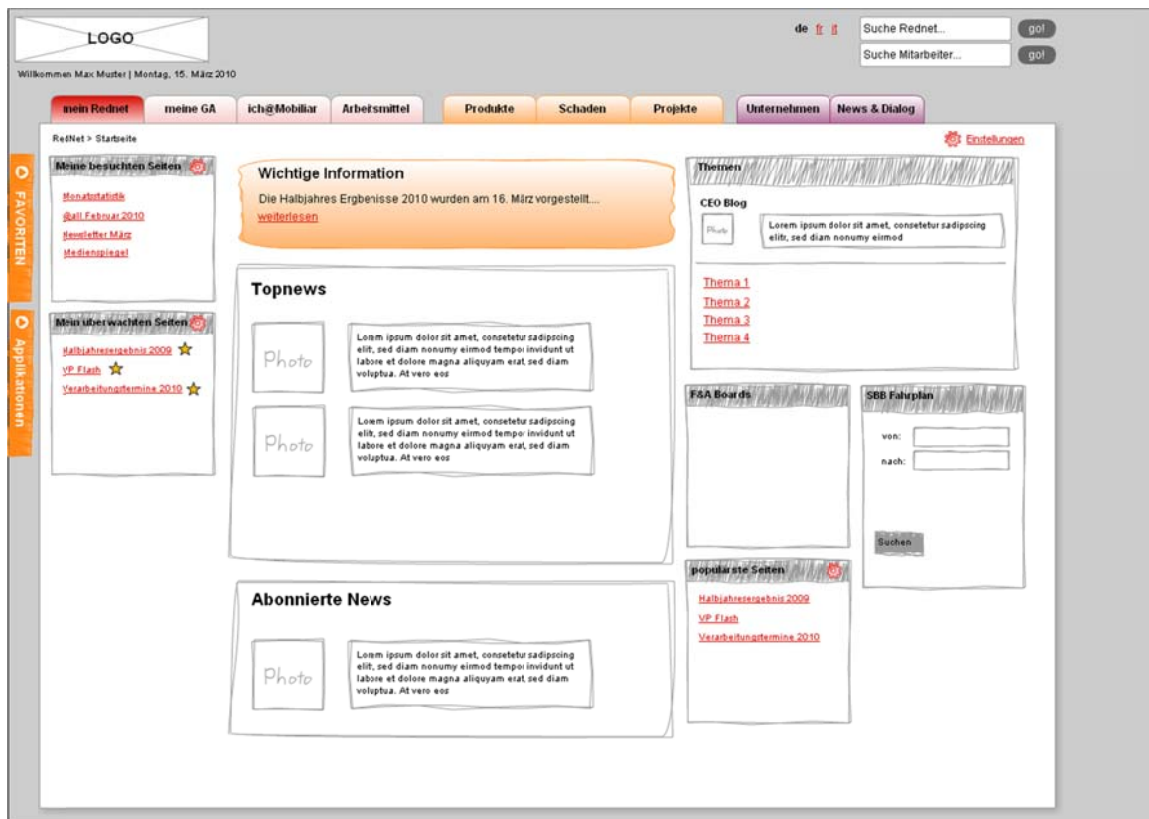 LOGO
de fr it
Suche Rednet...
go!
Suche Mitarbeiter...
go!
Willkommen Max Muster | Montag, 15. März 2010
mein Rednet
meine GA
ich@Mobiliar
Arbeitsmittel
Produkte
Schaden
Projekte
Unternehmen
News & Dialog
RedNet > Startseite
Einstellungen
FAVORITEN
Applikationen
Meine besuchten Seiten
Monatsstatistik
@all Februar 2010
Newsletter März
Medienspiegel
Mein überwachten Seiten
Halbjahresergebnis 2009
VP Flash
Verarbeitungstermine 2010
Wichtige Information
Die Halbjahres Ergbenisse 2010 wurden am 16. März vorgestellt....
weiterlesen
Topnews
Photo
Lorem ipsum dolor sit amet, consetetur sadipscing
elitr, sed diam nonumy eirmod tempor invidunt ut
labore et dolore magna aliquyam erat, sed diam
voluptua. At vero eos
Photo
Lorem ipsum dolor sit amet, consetetur sadipscing
elitr, sed diam nonumy eirmod tempor invidunt ut
labore et dolore magna aliquyam erat, sed diam
voluptua. At vero eos
Abonnierte News
Photo
Lorem ipsum dolor sit amet, consetetur sadipscing
elitr, sed diam nonumy eirmod tempor invidunt ut
labore et dolore magna aliquyam erat, sed diam
voluptua. At vero eos
Themen
CEO Blog
Photo
Lorem ipsum dolor sit amet, consetetur sadipscing
elitr, sed diam nonumy eirmod
Thema 1
Thema 2
Thema 3
Thema 4
F&A Boards
SBB Fahrplan
von:
nach:
Suchen
populärste Seiten
Halbjahresergebnis 2009
VP Flash
Verarbeitungstermine 2010